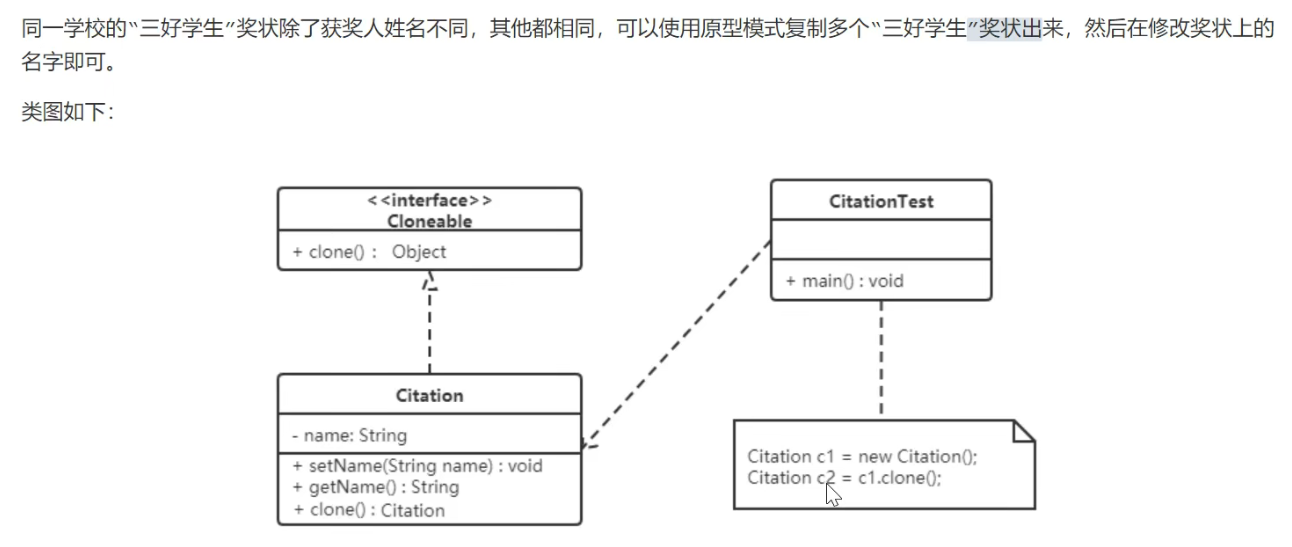 同一学校的“三好学生”奖状除了获奖人姓名不同，其他都相同，可以使用原型模式复制多个“三好学生”奖状出来，然后在修改奖状上的
名字即可。
类图如下：
<<interface>>
Cloneable
+ clone() : Object
Citation
- name: String
+ setName(String name) : void
+ getName() : String
+ clone() : Citation
CitationTest
+ main() : void
Citation c1 = new Citation();
Citation c2 = c1.clone();